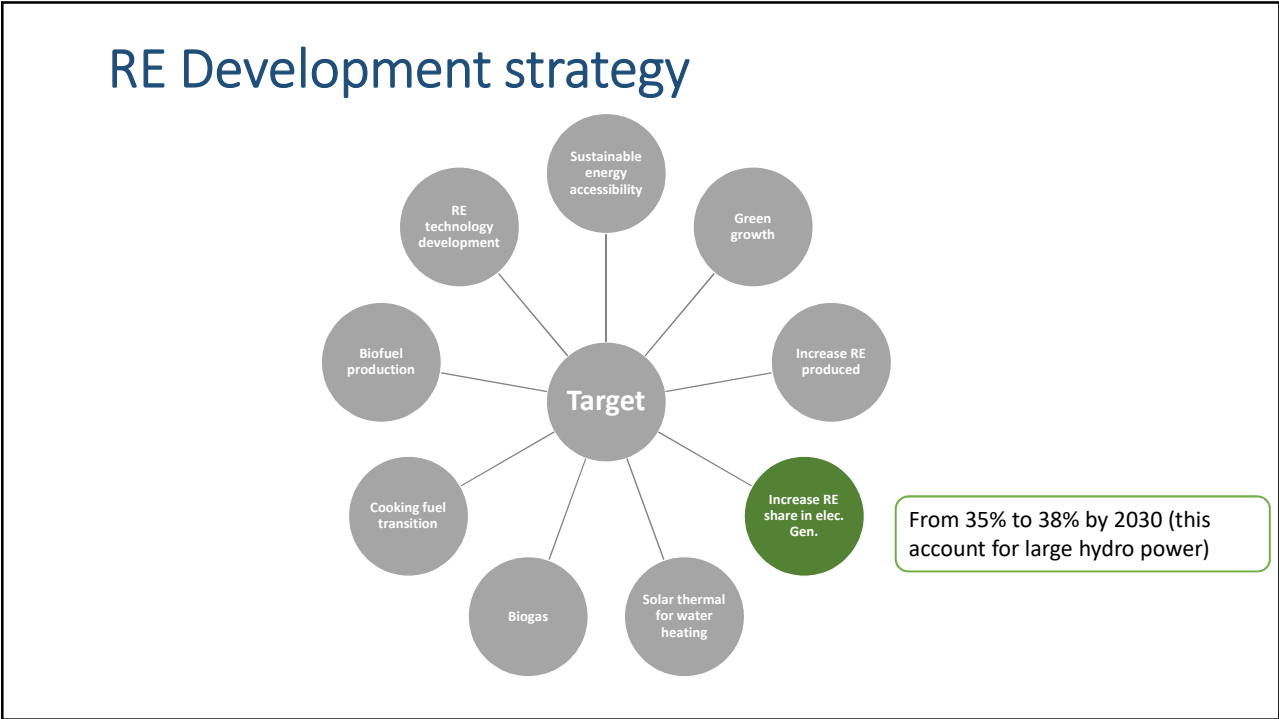 RE Development strategy
Sustainable
energy
accessibility
Green
growth
Increase RE
produced
Increase RE
share in elec.
Gen.
Solar thermal
for water
heating
Biogas
Cooking fuel
transition
Biofuel
production
RE
technology
development
Target
From 35% to 38% by 2030 (this
account for large hydro power)